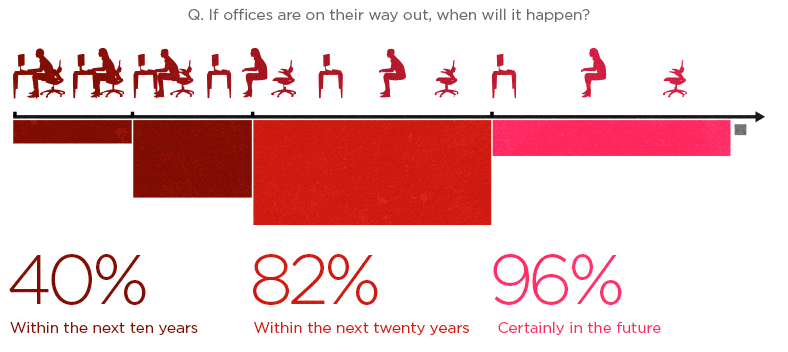 Q. If offices are on their way out, when will it happen?
40%
82%
96%
Within the next ten years
Within the next twenty years
Certainly in the future